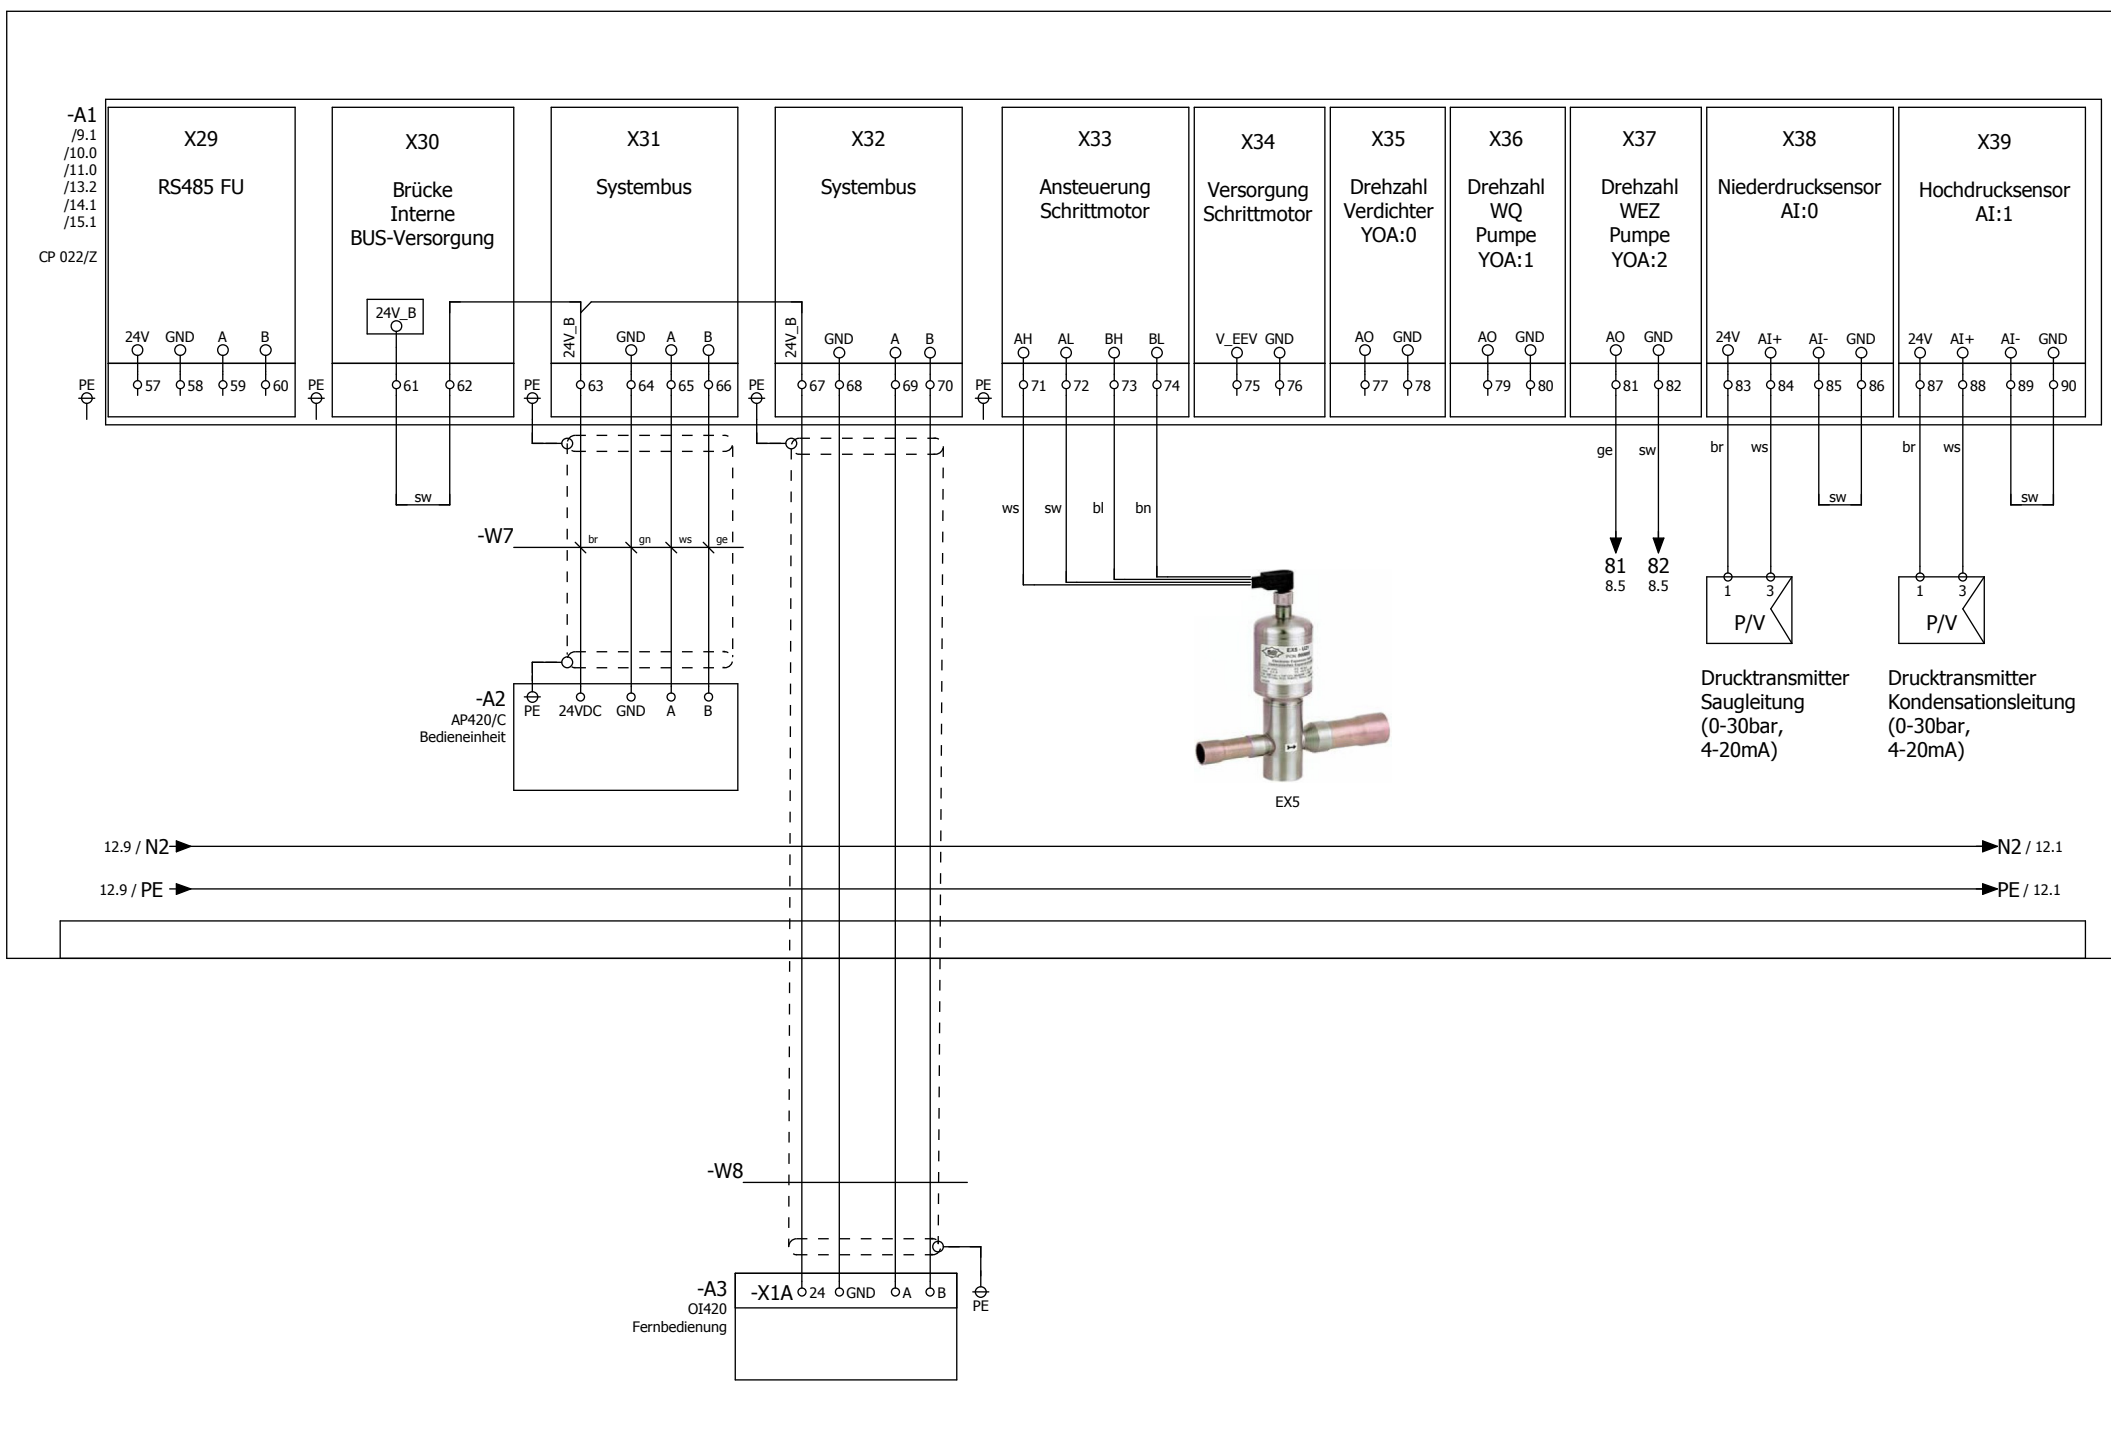 -A1
/9.1
/10.0
/11.0
/13.2
/14.1
/15.1
CP 022/Z
X29
RS485 FU
24V GND A B
PE 57 58 59 60
X30
Brücke
Interne
BUS-Versorgung
24V_B
PE 61 62
sw
X31
Systembus
24V_B GND A B
PE 63 64 65 66
X32
Systembus
24V_B GND A B
PE 67 68 69 70
X33
Ansteuerung
Schrittmotor
AH AL BH BL
PE 71 72 73 74
ws sw bl bn
X34
Versorgung
Schrittmotor
V_EEV GND
75 76
X35
Drehzahl
Verdichter
YOA:0
AO GND
77 78
X36
Drehzahl
WQ
Pumpe
YOA:1
AO GND
79 80
X37
Drehzahl
WEZ
Pumpe
YOA:2
AO GND
81 82
ge sw
81 82
8.5 8.5
X38
Niederdrucksensor
AI:0
24V AI+ AI- GND
83 84 85 86
br ws
sw
1 3
P/V
Drucktransmitter
Saugleitung
(0-30bar,
4-20mA)
X39
Hochdrucksensor
AI:1
24V AI+ AI- GND
87 88 89 90
br ws
sw
1 3
P/V
Drucktransmitter
Kondensationsleitung
(0-30bar,
4-20mA)
-W7
br gn ws ge
-A2
AP420/C
Bedieneinheit
PE 24VDC GND A B
EX5 - U21
EX5
12.9 / N2
N2 / 12.1
12.9 / PE
PE / 12.1
-W8
-A3
OI420
Fernbedienung
-X1A 24 GND A B
PE